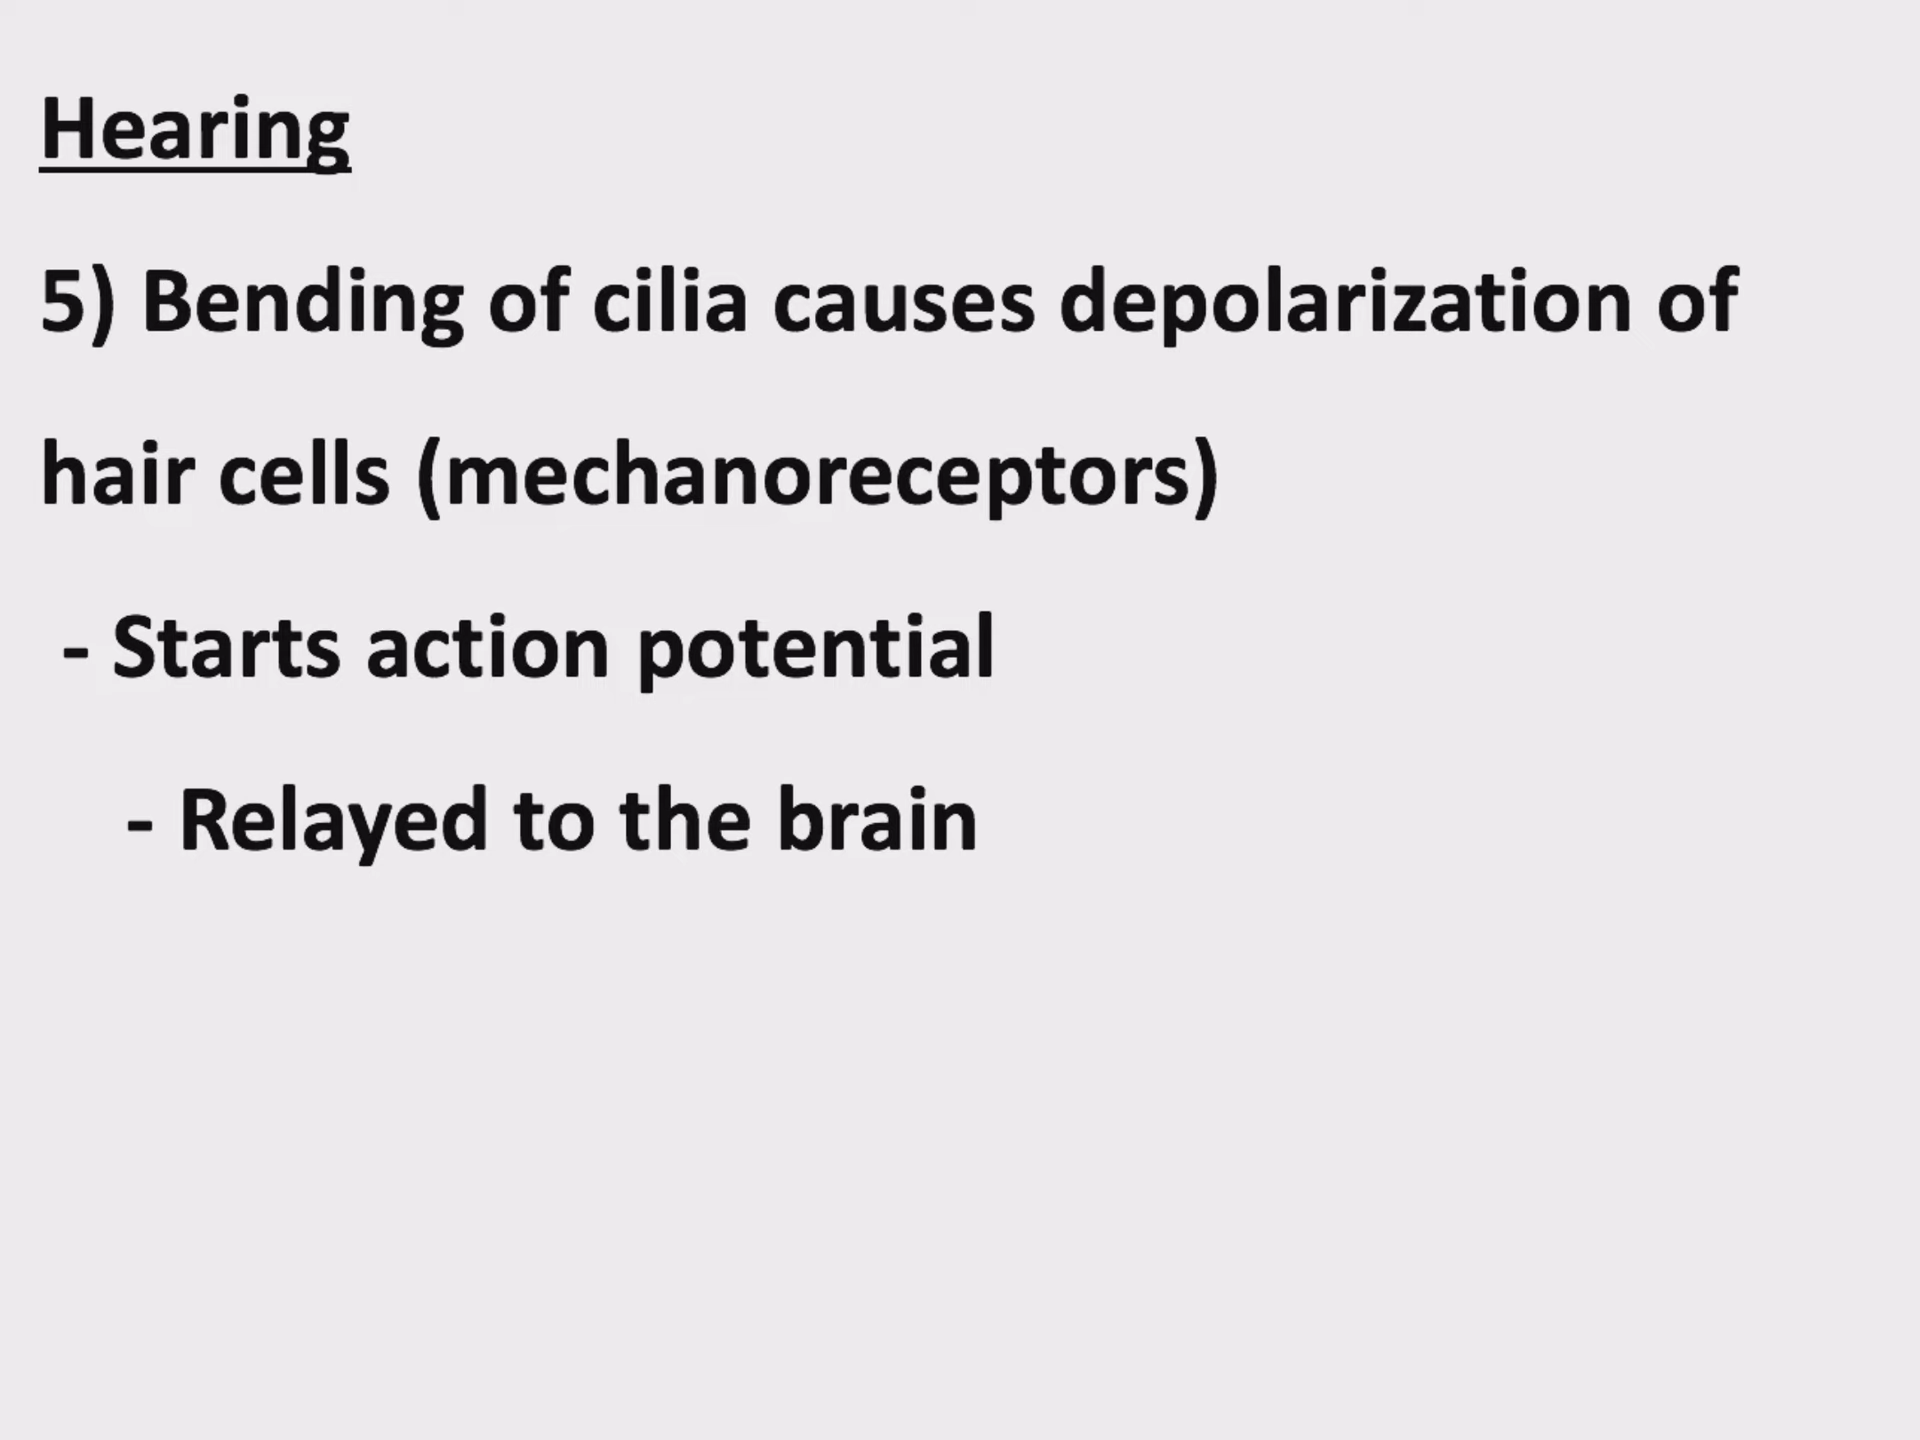 Hearing
5) Bending of cilia causes depolarization of
hair cells (mechanoreceptors)
- Starts action potential
- Relayed to the brain